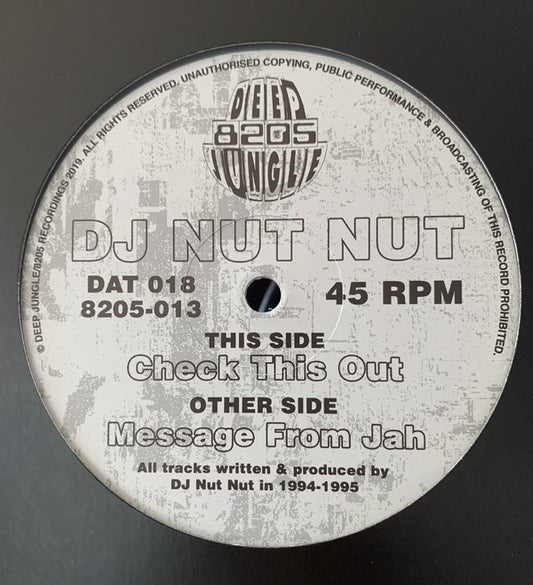 © DEEP JUNGLE/8205 RECORDINGS 2019. ALL RIGHTS RESERVED. UNAUTHORISED COPYING, PUBLIC PERFORMANCE & BROADCASTING OF THIS RECORD PROHIBITED.
DEEP
8205
JUNGLE
DJ NUT NUT
DAT 018
8205-013
45 RPM
THIS SIDE
Check This Out
OTHER SIDE
Message From Jah
All tracks written & produced by
DJ Nut Nut in 1994-1995